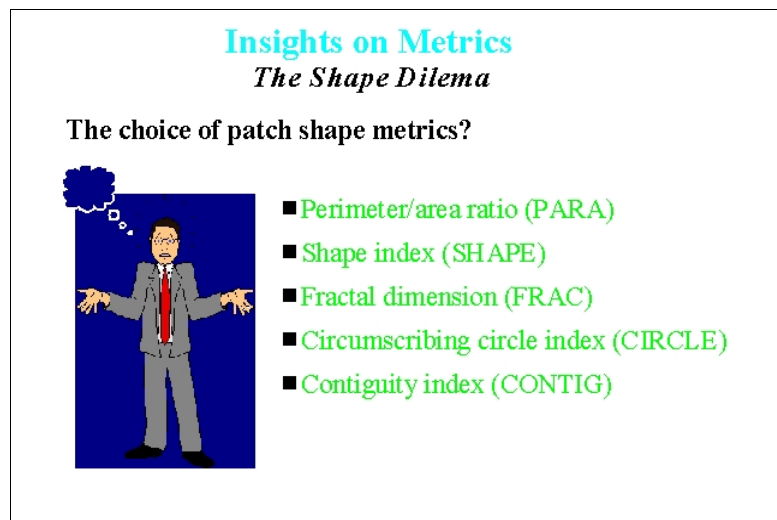 Insights on Metrics
The Shape Dilema
The choice of patch shape metrics?
Perimeter/area ratio (PARA)
Shape index (SHAPE)
Fractal dimension (FRAC)
Circumscribing circle index (CIRCLE)
Contiguity index (CONTIG)